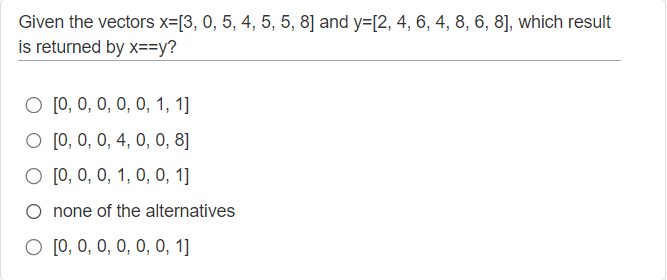 Given the vectors x=[3, 0, 5, 4, 5, 5, 8] and y=[2, 4, 6, 4, 8, 6, 8], which result
is returned by x==y?
[0, 0, 0, 0, 0, 1, 1]
[0, 0, 0, 4, 0, 0, 8]
[0, 0, 0, 1, 0, 0, 1]
none of the alternatives
[0, 0, 0, 0, 0, 0, 1]